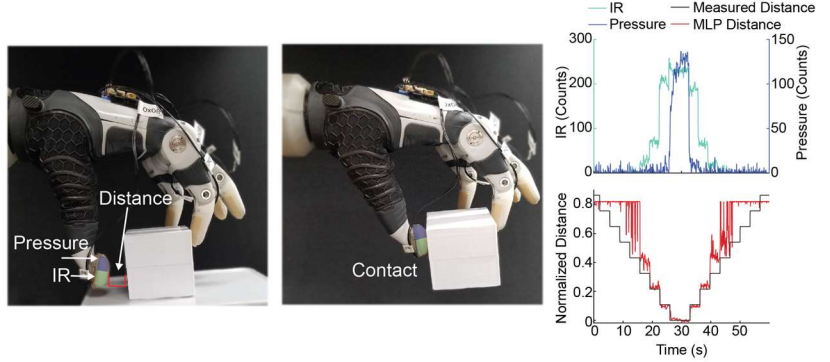 Distance
Pressure
IR
Contact
IR
Measured Distance
Pressure
MLP Distance
300
200
100
0
IR (Counts)
150
100
50
0
Pressure (Counts)
0.8
0.6
0.4
0.2
0
Normalized Distance
0 10 20 30 40 50
Time (s)